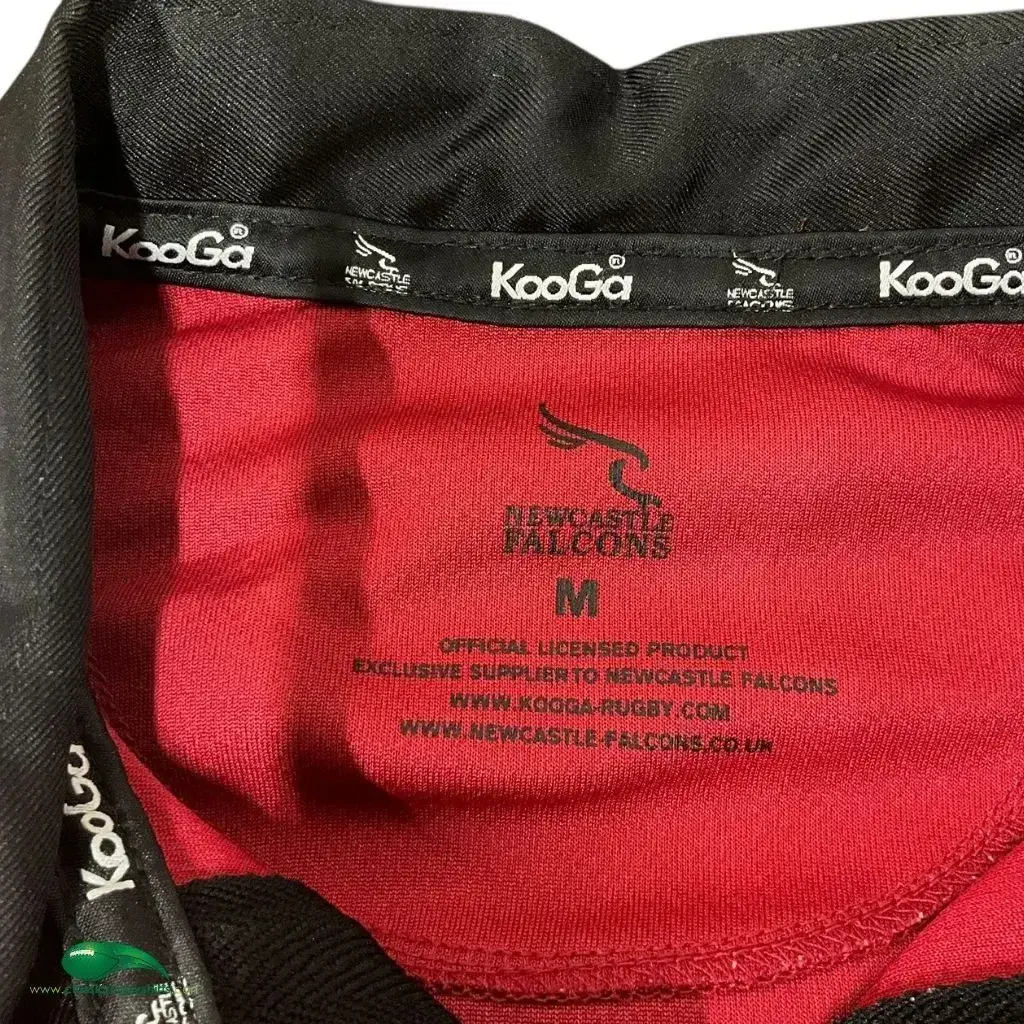 KooGa® NEWCASTLE FALCONS KooGa® NEWCASTLE FALCONS KooGa®
NEWCASTLE
FALCONS
M
OFFICIAL LICENSED PRODUCT
EXCLUSIVE SUPPLIER TO NEWCASTLE FALCONS
WWW.KOOGA-RUGBY.COM
WWW.NEWCASTLE-FALCONS.CO.UK
KooGa